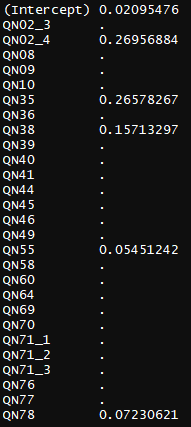 (Intercept) 0.02095476
QN02_3 .
QN02_4 0.26956884
QN08 .
QN09 .
QN10 .
QN35 0.26578267
QN36 .
QN38 0.15713297
QN39 .
QN40 .
QN41 .
QN44 .
QN45 .
QN46 .
QN49 .
QN55 0.05451242
QN58 .
QN60 .
QN64 .
QN69 .
QN70 .
QN71_1 .
QN71_2 .
QN71_3 .
QN76 .
QN77 .
QN78 0.07230621